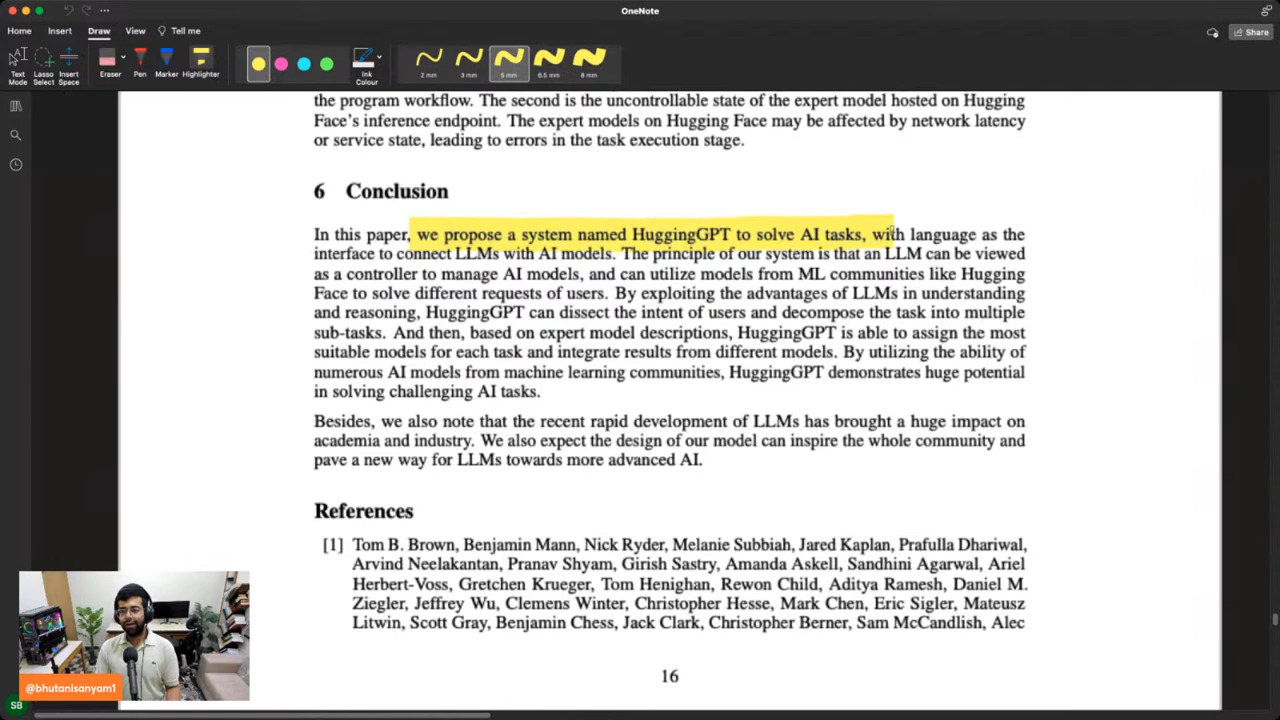 OneNote
Home Insert Draw View Tell me
Share
Text Mode
Lasso Select
Insert Space
Eraser
Pen
Marker
Highlighter
Ink Colour
2 mm
3 mm
5 mm
6.5 mm
8 mm
the program workflow. The second is the uncontrollable state of the expert model hosted on Hugging
Face's inference endpoint. The expert models on Hugging Face may be affected by network latency
or service state, leading to errors in the task execution stage.
6 Conclusion
In this paper, we propose a system named HuggingGPT to solve AI tasks, with language as the
interface to connect LLMs with AI models. The principle of our system is that an LLM can be viewed
as a controller to manage AI models, and can utilize models from ML communities like Hugging
Face to solve different requests of users. By exploiting the advantages of LLMs in understanding
and reasoning, HuggingGPT can dissect the intent of users and decompose the task into multiple
sub-tasks. And then, based on expert model descriptions, HuggingGPT is able to assign the most
suitable models for each task and integrate results from different models. By utilizing the ability of
numerous AI models from machine learning communities, HuggingGPT demonstrates huge potential
in solving challenging AI tasks.
Besides, we also note that the recent rapid development of LLMs has brought a huge impact on
academia and industry. We also expect the design of our model can inspire the whole community and
pave a new way for LLMs towards more advanced AI.
References
[1] Tom B. Brown, Benjamin Mann, Nick Ryder, Melanie Subbiah, Jared Kaplan, Prafulla Dhariwal,
Arvind Neelakantan, Pranav Shyam, Girish Sastry, Amanda Askell, Sandhini Agarwal, Ariel
Herbert-Voss, Gretchen Krueger, Tom Henighan, Rewon Child, Aditya Ramesh, Daniel M.
Ziegler, Jeffrey Wu, Clemens Winter, Christopher Hesse, Mark Chen, Eric Sigler, Mateusz
Litwin, Scott Gray, Benjamin Chess, Jack Clark, Christopher Berner, Sam McCandlish, Alec
16
@bhutanisanyam1
SB